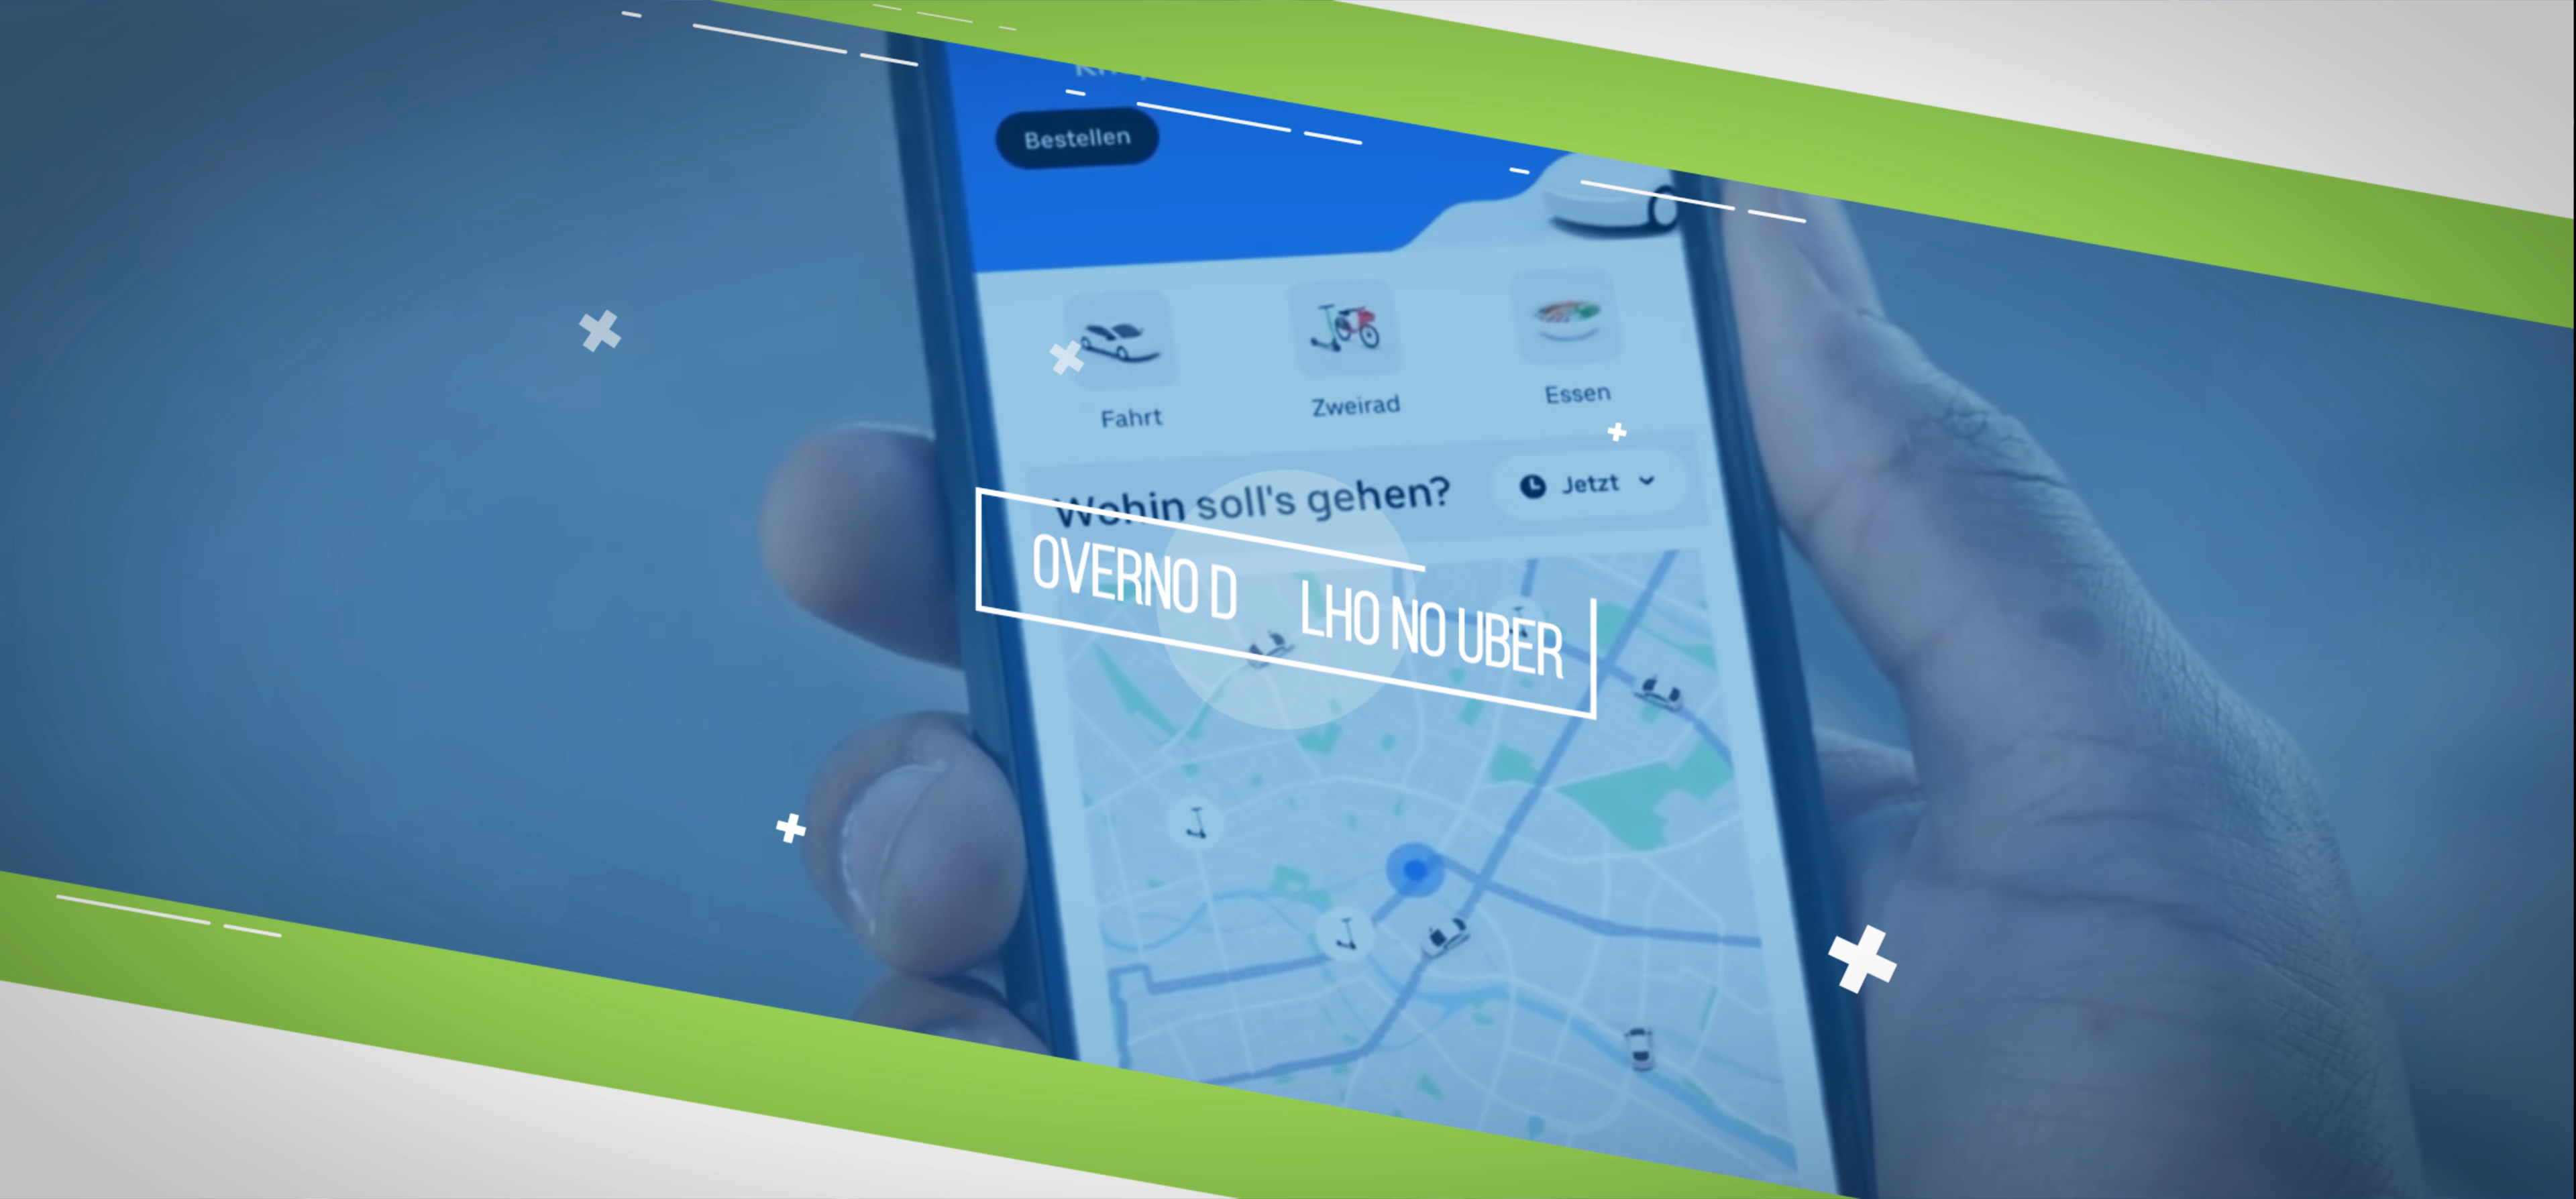 Bestellen
Fahrt
Zweirad
Essen
Wohin soll's gehen?
Jetzt
OVERNO D LHO NO UBER